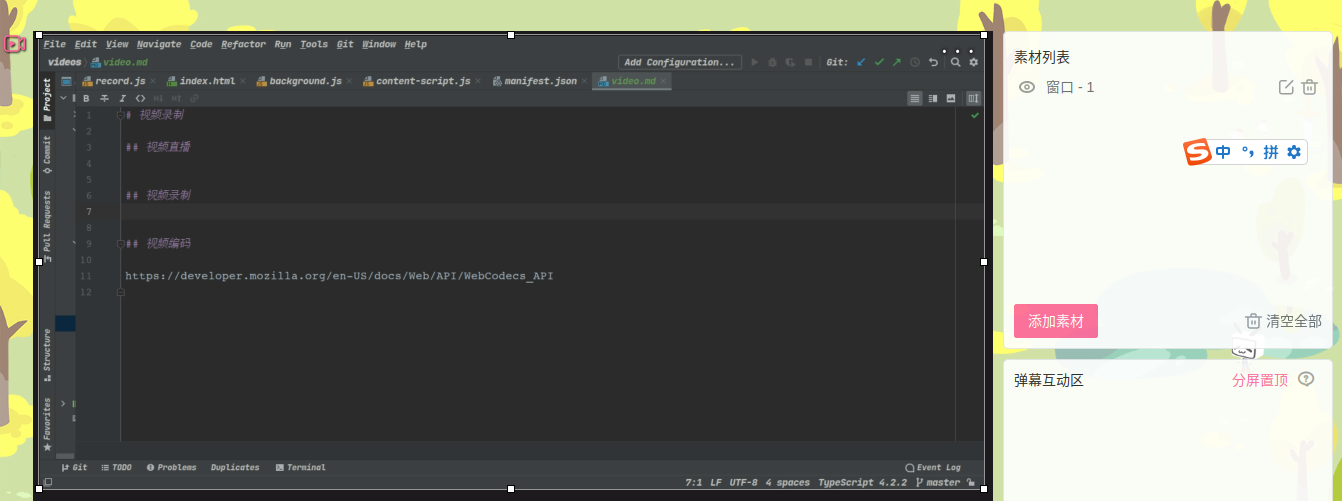 File Edit View Navigate Code Refactor Run Tools Git Window Help
videos video.md Add Configuration... Git:
record.js index.html background.js content-script.js manifest.json video.md
Project
Commit
Pull Requests
Structure
Favorites
1 # 视频录制
2
3 ## 视频直播
4
5
6 ## 视频录制
7
8
9 ## 视频编码
10
11 https://developer.mozilla.org/en-US/docs/Web/API/WebCodecs_API
12
Git TODO Problems Duplicates Terminal Event Log
7:1 LF UTF-8 4 spaces TypeScript 4.2.2 master
素材列表
窗口 - 1
S 中 °, 拼
添加素材 清空全部
弹幕互动区 分屏置顶